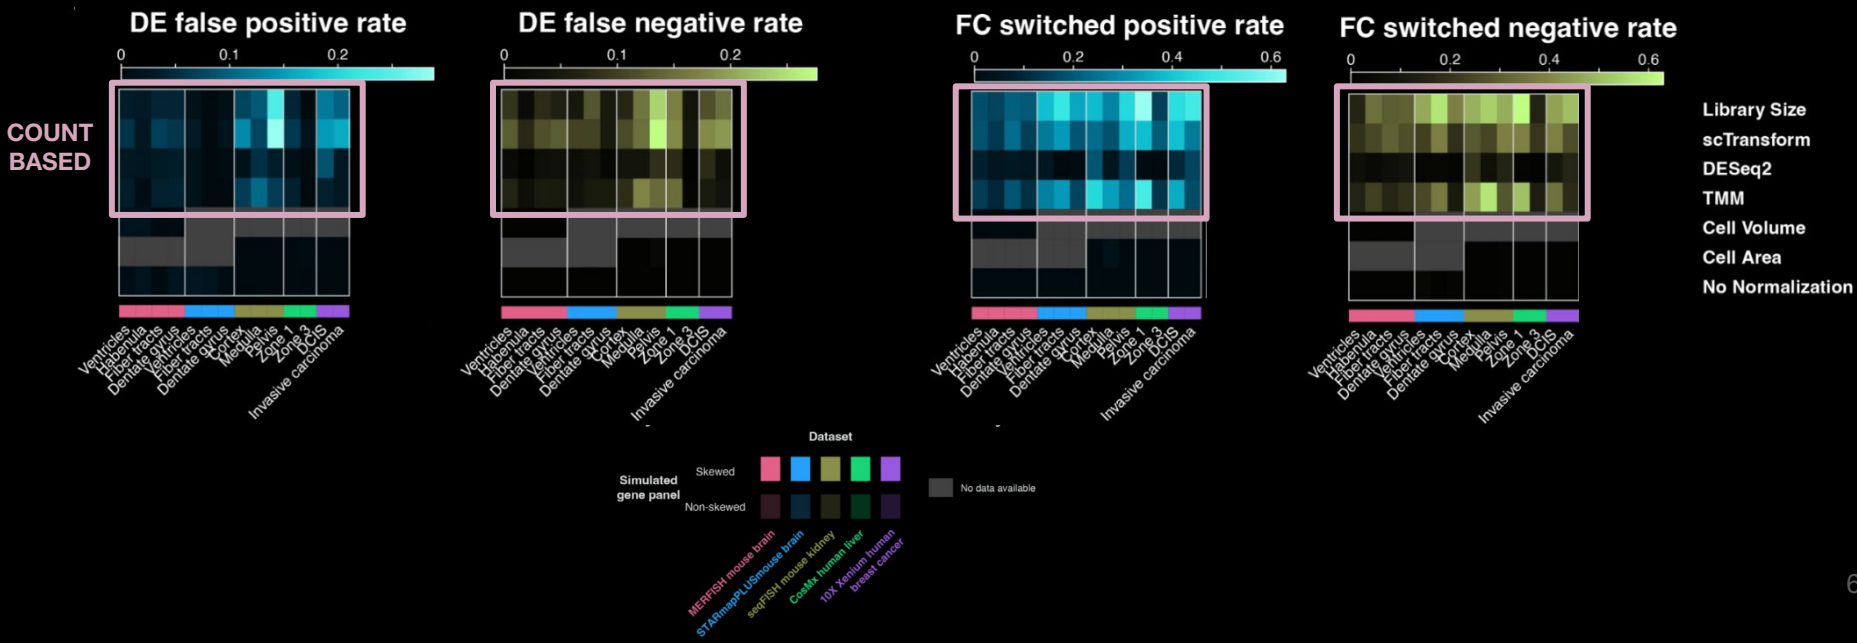 DE false positive rate
DE false negative rate
FC switched positive rate
FC switched negative rate
0 0.1 0.2
0 0.1 0.2
0 0.2 0.4 0.6
0 0.2 0.4 0.6
COUNT
BASED
Library Size
scTransform
DESeq2
TMM
Cell Volume
Cell Area
No Normalization
Ventricles
Habenula
Fiber tracts
Dentate gyrus
Ventricles
Fiber tracts
Dentate gyrus
Cortex
Medulla
Pelvis
Zone 1
Zone 3
DCIS
Invasive carcinoma
Ventricles
Habenula
Fiber tracts
Dentate gyrus
Ventricles
Fiber tracts
Dentate gyrus
Cortex
Medulla
Pelvis
Zone 1
Zone 3
DCIS
Invasive carcinoma
Ventricles
Habenula
Fiber tracts
Dentate gyrus
Ventricles
Fiber tracts
Dentate gyrus
Cortex
Medulla
Pelvis
Zone 1
Zone 3
DCIS
Invasive carcinoma
Ventricles
Habenula
Fiber tracts
Dentate gyrus
Ventricles
Fiber tracts
Dentate gyrus
Cortex
Medulla
Pelvis
Zone 1
Zone 3
DCIS
Invasive carcinoma
Dataset
Simulated
gene panel
Skewed
Non-skewed
No data available
MERFISH mouse brain
STARmapPLUSmouse brain
seqFISH mouse kidney
CosMx human liver
10X Xenium human
breast cancer
6